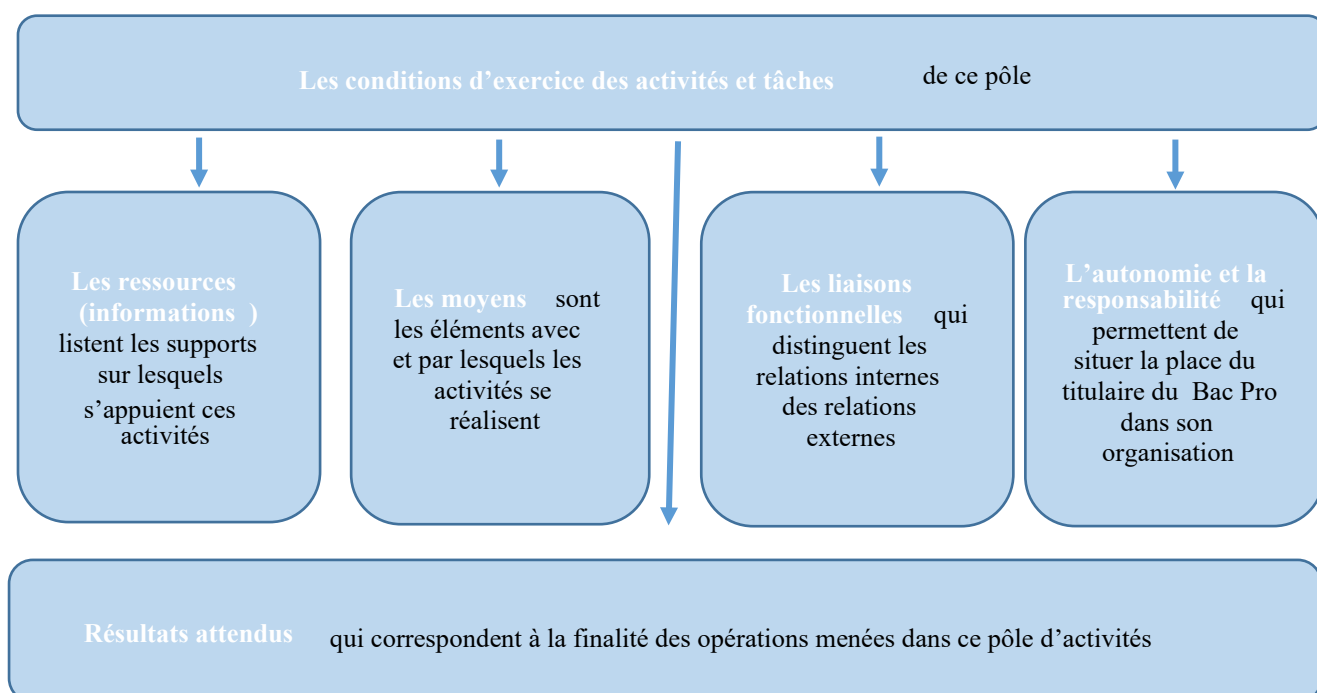 Les conditions d’exercice des activités et tâches de ce pôle
Les ressources
(informations )
listent les supports
sur lesquels
s’appuient ces
activités
Les moyens sont
les éléments avec
et par lesquels les
activités se
réalisent
Les liaisons
fonctionnelles qui
distinguent les
relations internes
des relations
externes
L’autonomie et la
responsabilité qui
permettent de
situer la place du
titulaire du Bac Pro
dans son
organisation
Résultats attendus qui correspondent à la finalité des opérations menées dans ce pôle d’activités